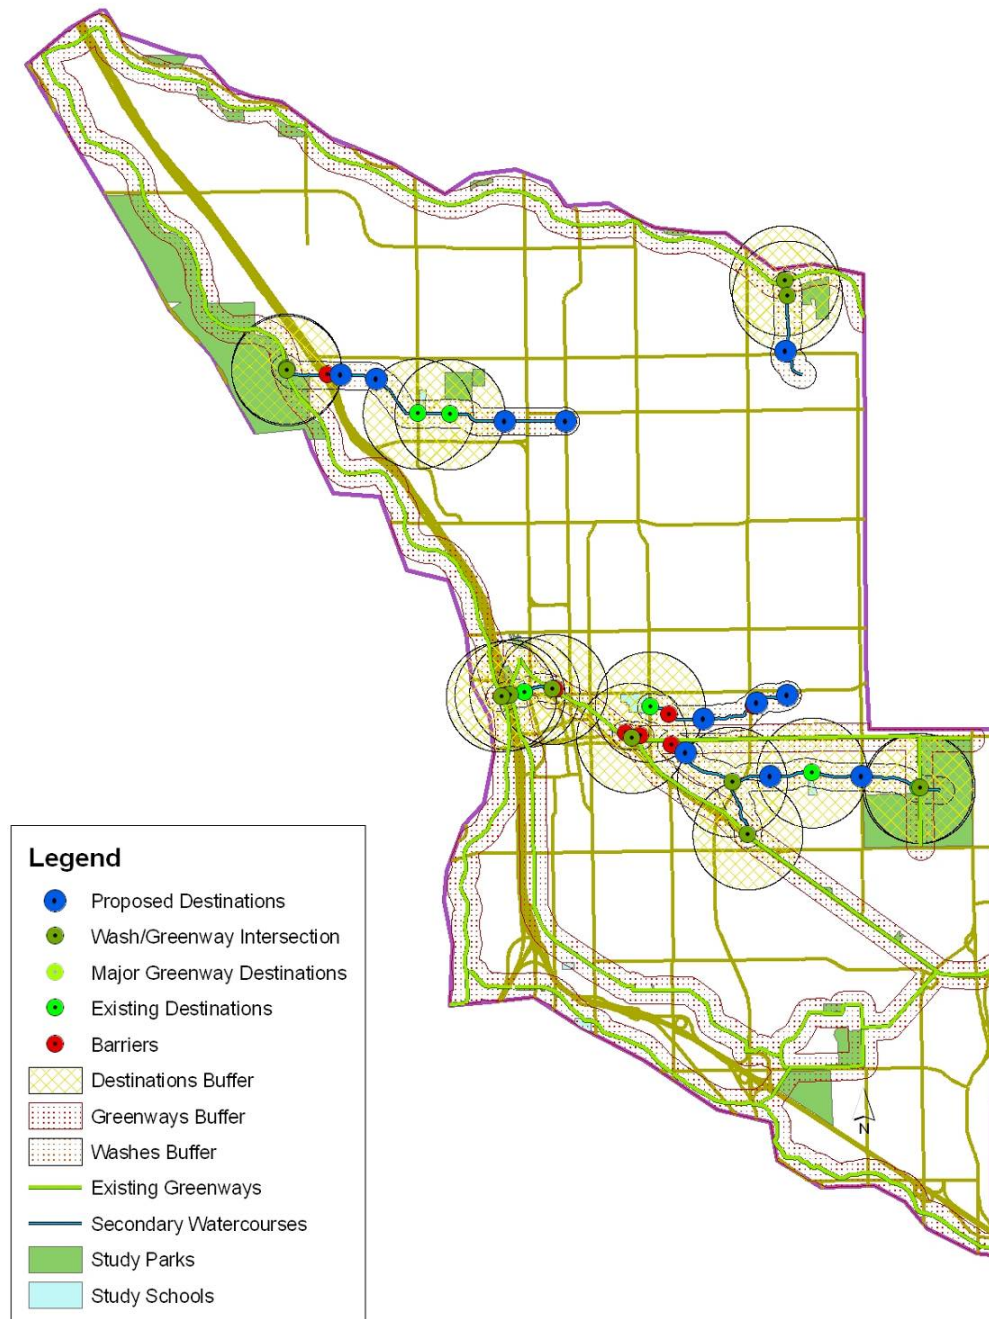 Legend
Proposed Destinations
Wash/Greenway Intersection
Major Greenway Destinations
Existing Destinations
Barriers
Destinations Buffer
Greenways Buffer
Washes Buffer
Existing Greenways
Secondary Watercourses
Study Parks
Study Schools
N